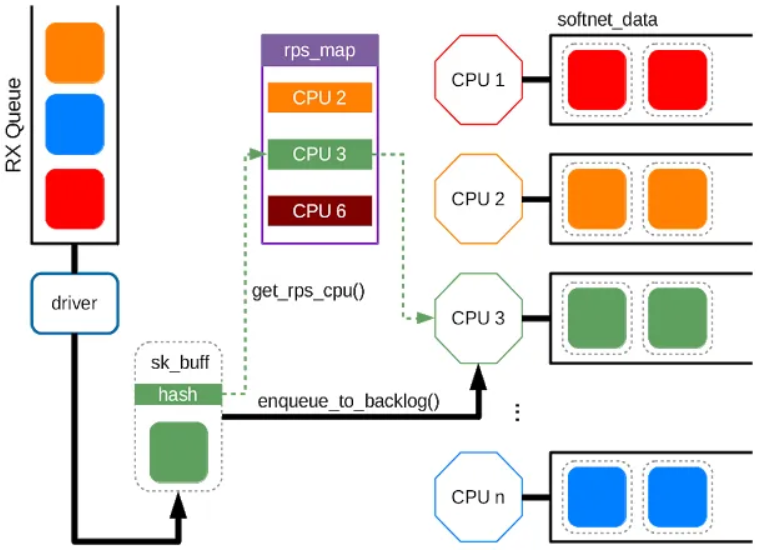 RX Queue
driver
sk_buff
hash
rps_map
CPU 2
CPU 3
CPU 6
get_rps_cpu()
enqueue_to_backlog()
softnet_data
CPU 1
CPU 2
CPU 3
...
CPU n